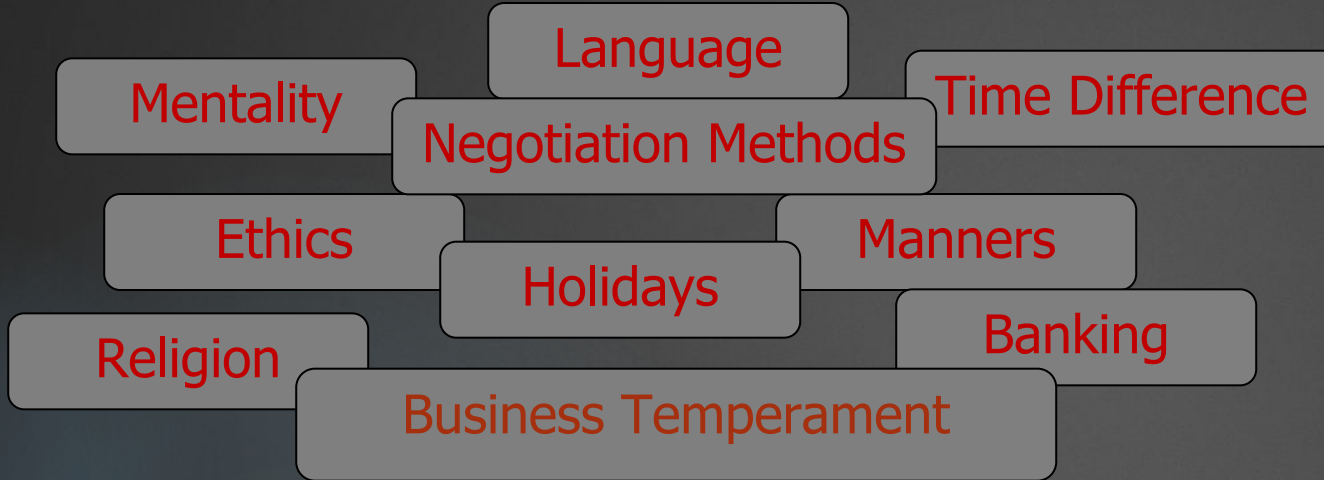 Language
Mentality
Time Difference
Negotiation Methods
Ethics
Manners
Holidays
Banking
Religion
Business Temperament